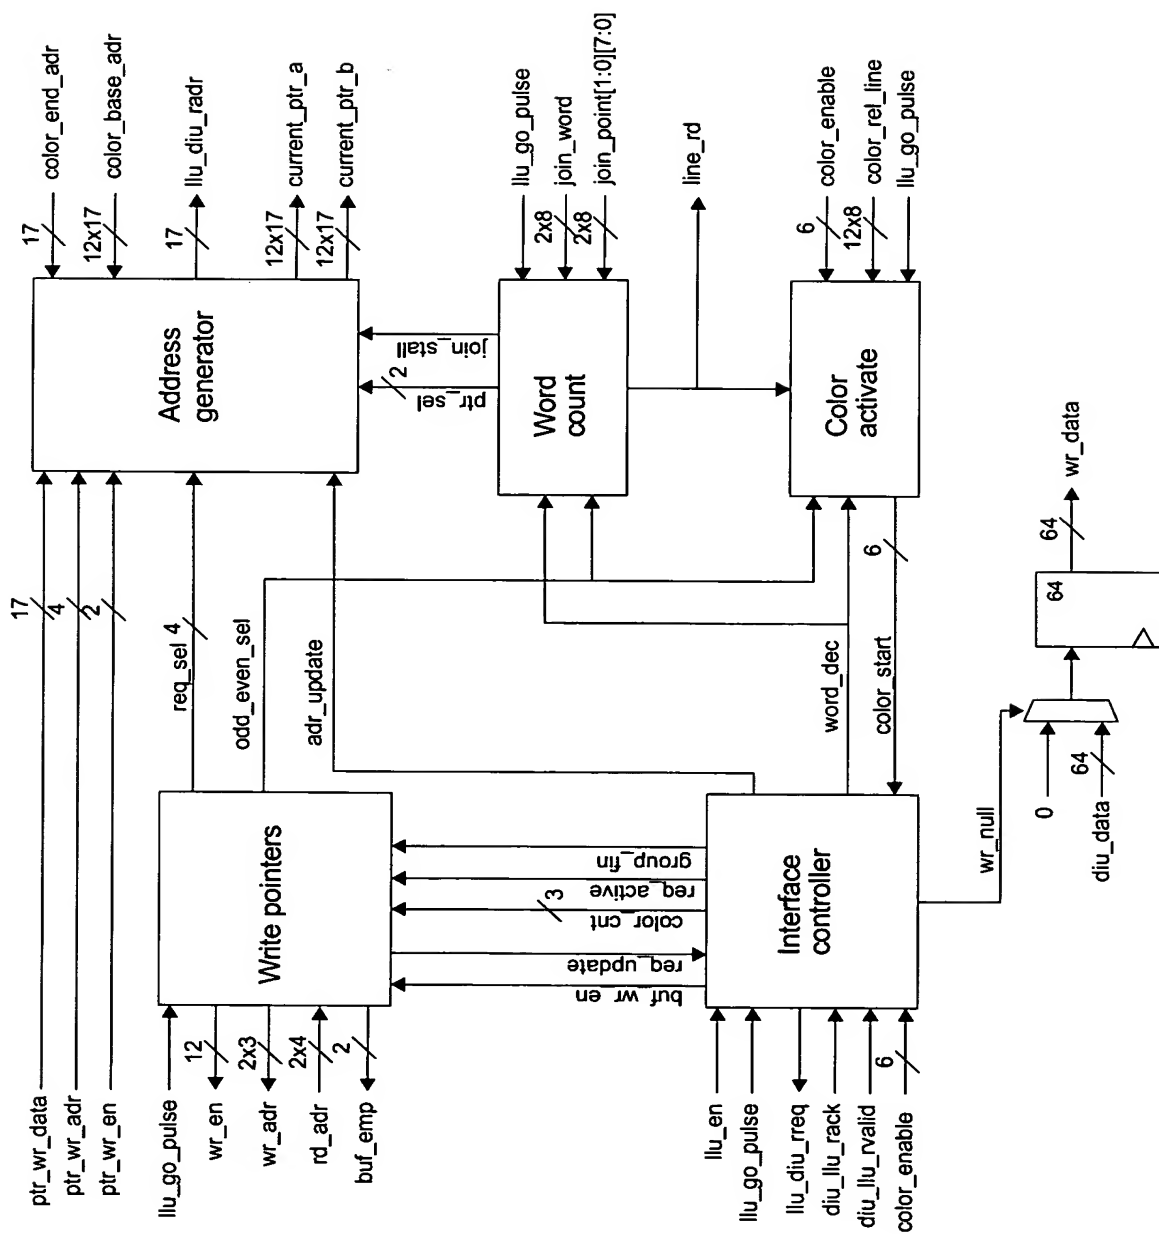 ptr_wr_data
17
ptr_wr_adr
4
ptr_wr_en
2
llu_go_pulse
wr_en
12
wr_adr
2x3
rd_adr
2x4
buf_emp
2
Write pointers
req_sel
4
odd_even_sel
adr_update
Address
generator
17
color_end_adr
12x17
color_base_adr
17
llu_diu_radr
12x17
current_ptr_a
12x17
current_ptr_b
buf_wr_en
req_update
color_cnt
3
req_active
group_fin
ptr_sel
2
join_stall
Word
count
llu_go_pulse
2x8
join_word
2x8
join_point[1:0][7:0]
line_rd
llu_en
llu_go_pulse
llu_diu_rreq
diu_llu_rack
diu_llu_rvalid
color_enable
6
Interface
controller
word_dec
color_start
6
Color
activate
6
color_enable
12x8
color_rel_line
llu_go_pulse
wr_null
0
diu_data
64
64
64
wr_data